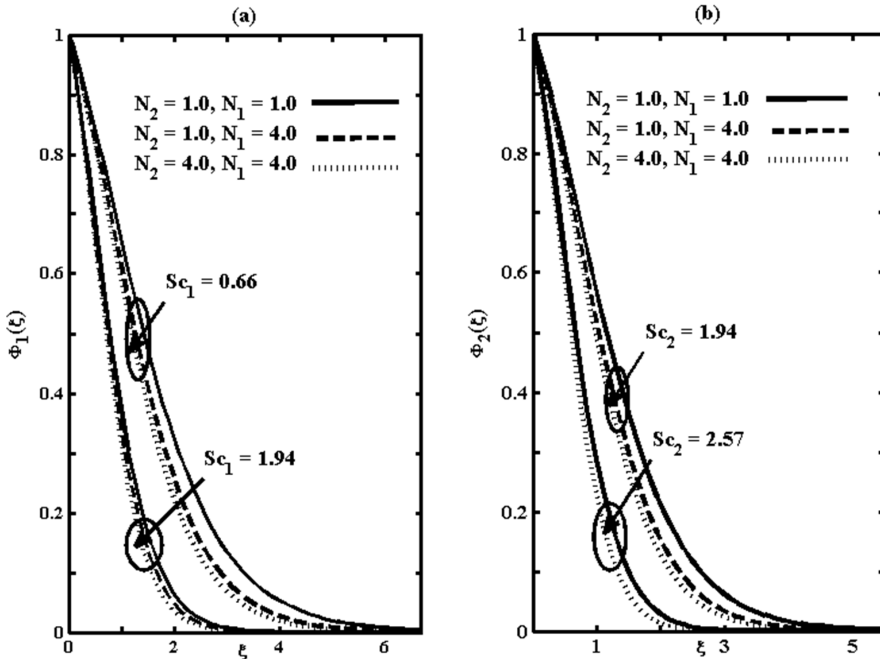 (a)
1
0.8
0.6
0.4
0.2
0
0
2
4
6
ξ
Φ₁(ξ)
N₂ = 1.0, N₁ = 1.0
N₂ = 1.0, N₁ = 4.0
N₂ = 4.0, N₁ = 4.0
Sc₁ = 0.66
Sc₁ = 1.94
(b)
1
0.8
0.6
0.4
0.2
0
1
ξ
3
5
Φ₂(ξ)
N₂ = 1.0, N₁ = 1.0
N₂ = 1.0, N₁ = 4.0
N₂ = 4.0, N₁ = 4.0
Sc₂ = 1.94
Sc₂ = 2.57